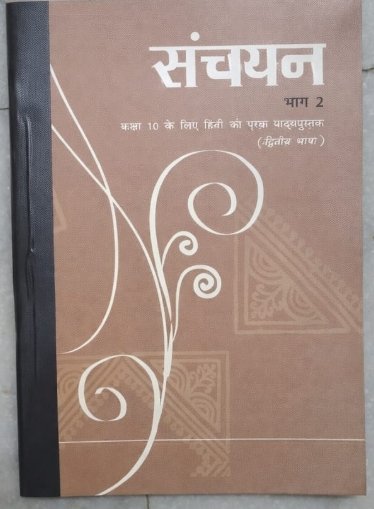 संचयन
भाग 2
कक्षा 10 के लिए हिंदी की पूरक पाठ्यपुस्तक
(द्वितीय भाषा)